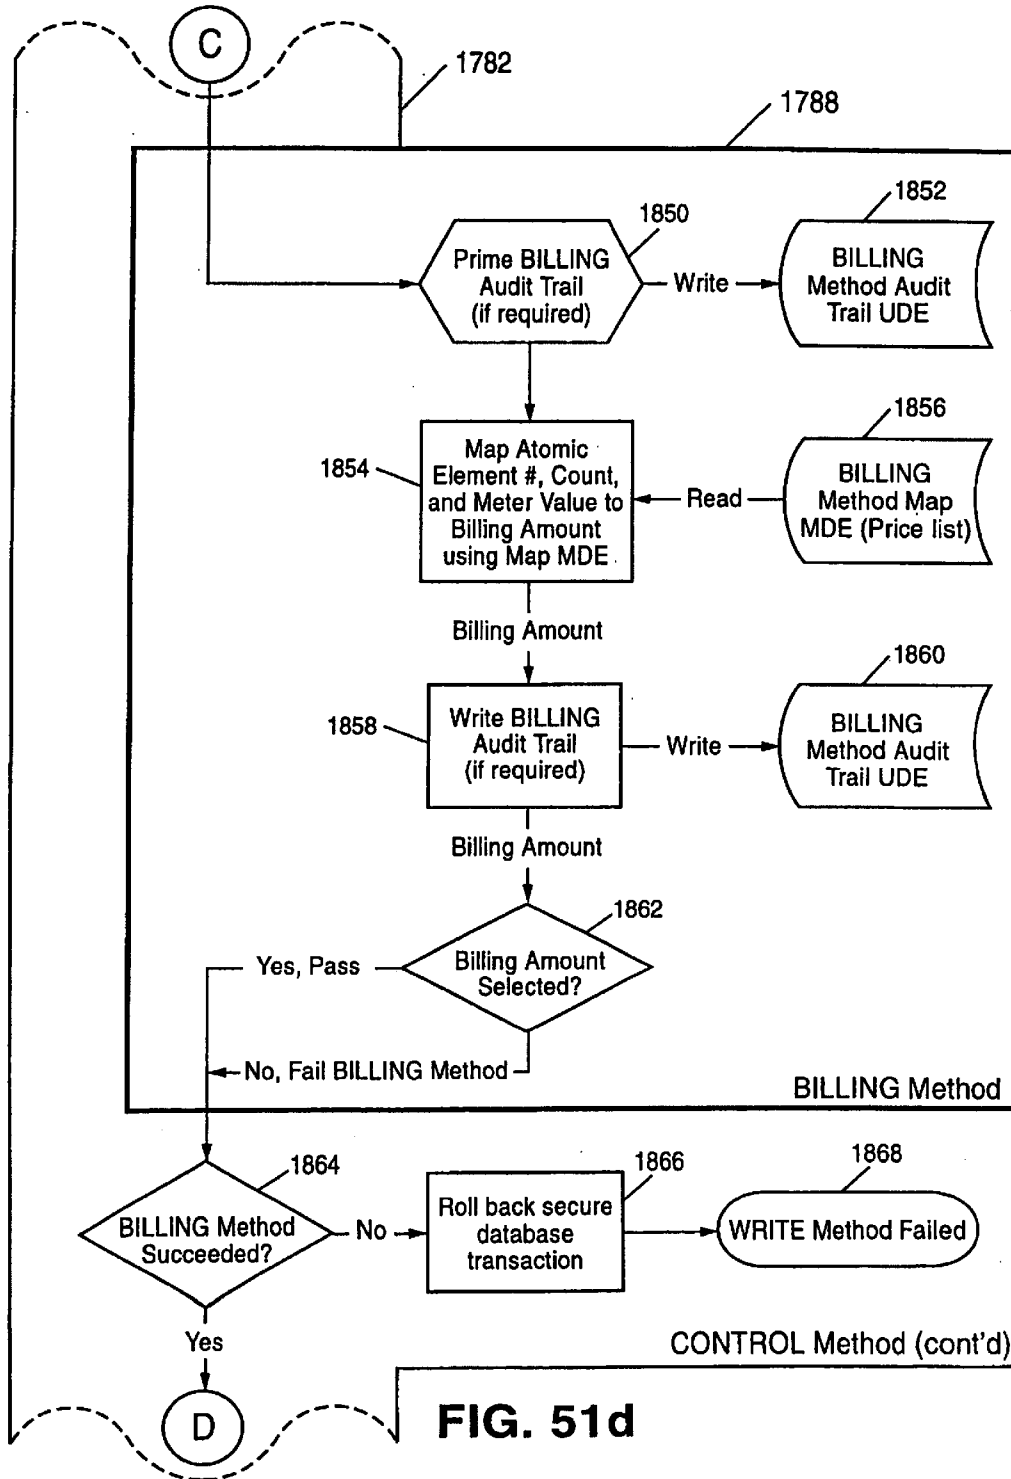 C
1782
1788
1850
1852
Prime BILLING
Audit Trail
(if required)
Write
BILLING
Method Audit
Trail UDE
1854
Map Atomic
Element #, Count,
and Meter Value to
Billing Amount
using Map MDE
Read
1856
BILLING
Method Map
MDE (Price list)
Billing Amount
1858
Write BILLING
Audit Trail
(if required)
Write
1860
BILLING
Method Audit
Trail UDE
Billing Amount
1862
Billing Amount
Selected?
Yes, Pass
No, Fail BILLING Method
BILLING Method
1864
BILLING Method
Succeeded?
No
1866
Roll back secure
database
transaction
1868
WRITE Method Failed
Yes
CONTROL Method (cont'd)
D
FIG. 51d